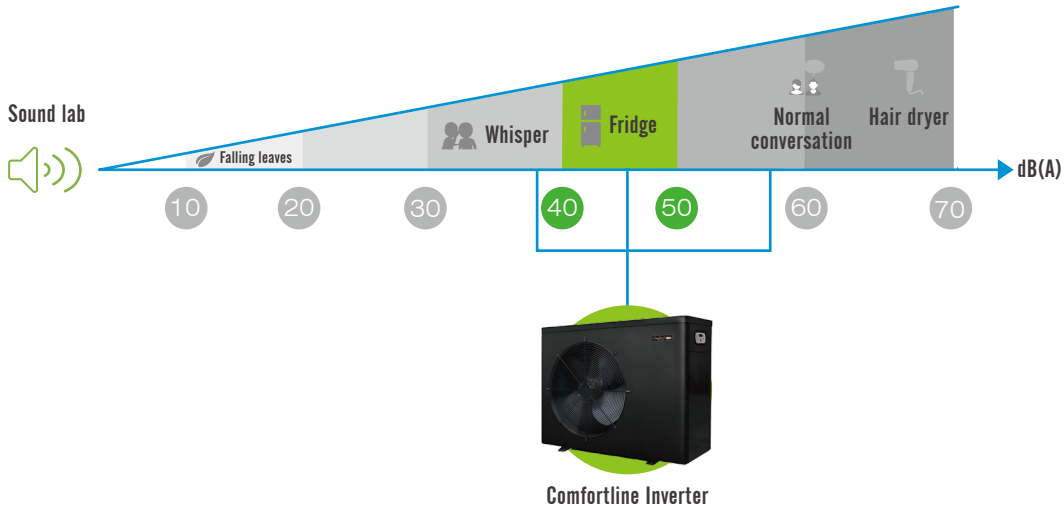 Sound lab
Falling leaves
Whisper
Fridge
Normal
conversation
Hair dryer
dB(A)
10
20
30
40
50
60
70
Comfortline Inverter